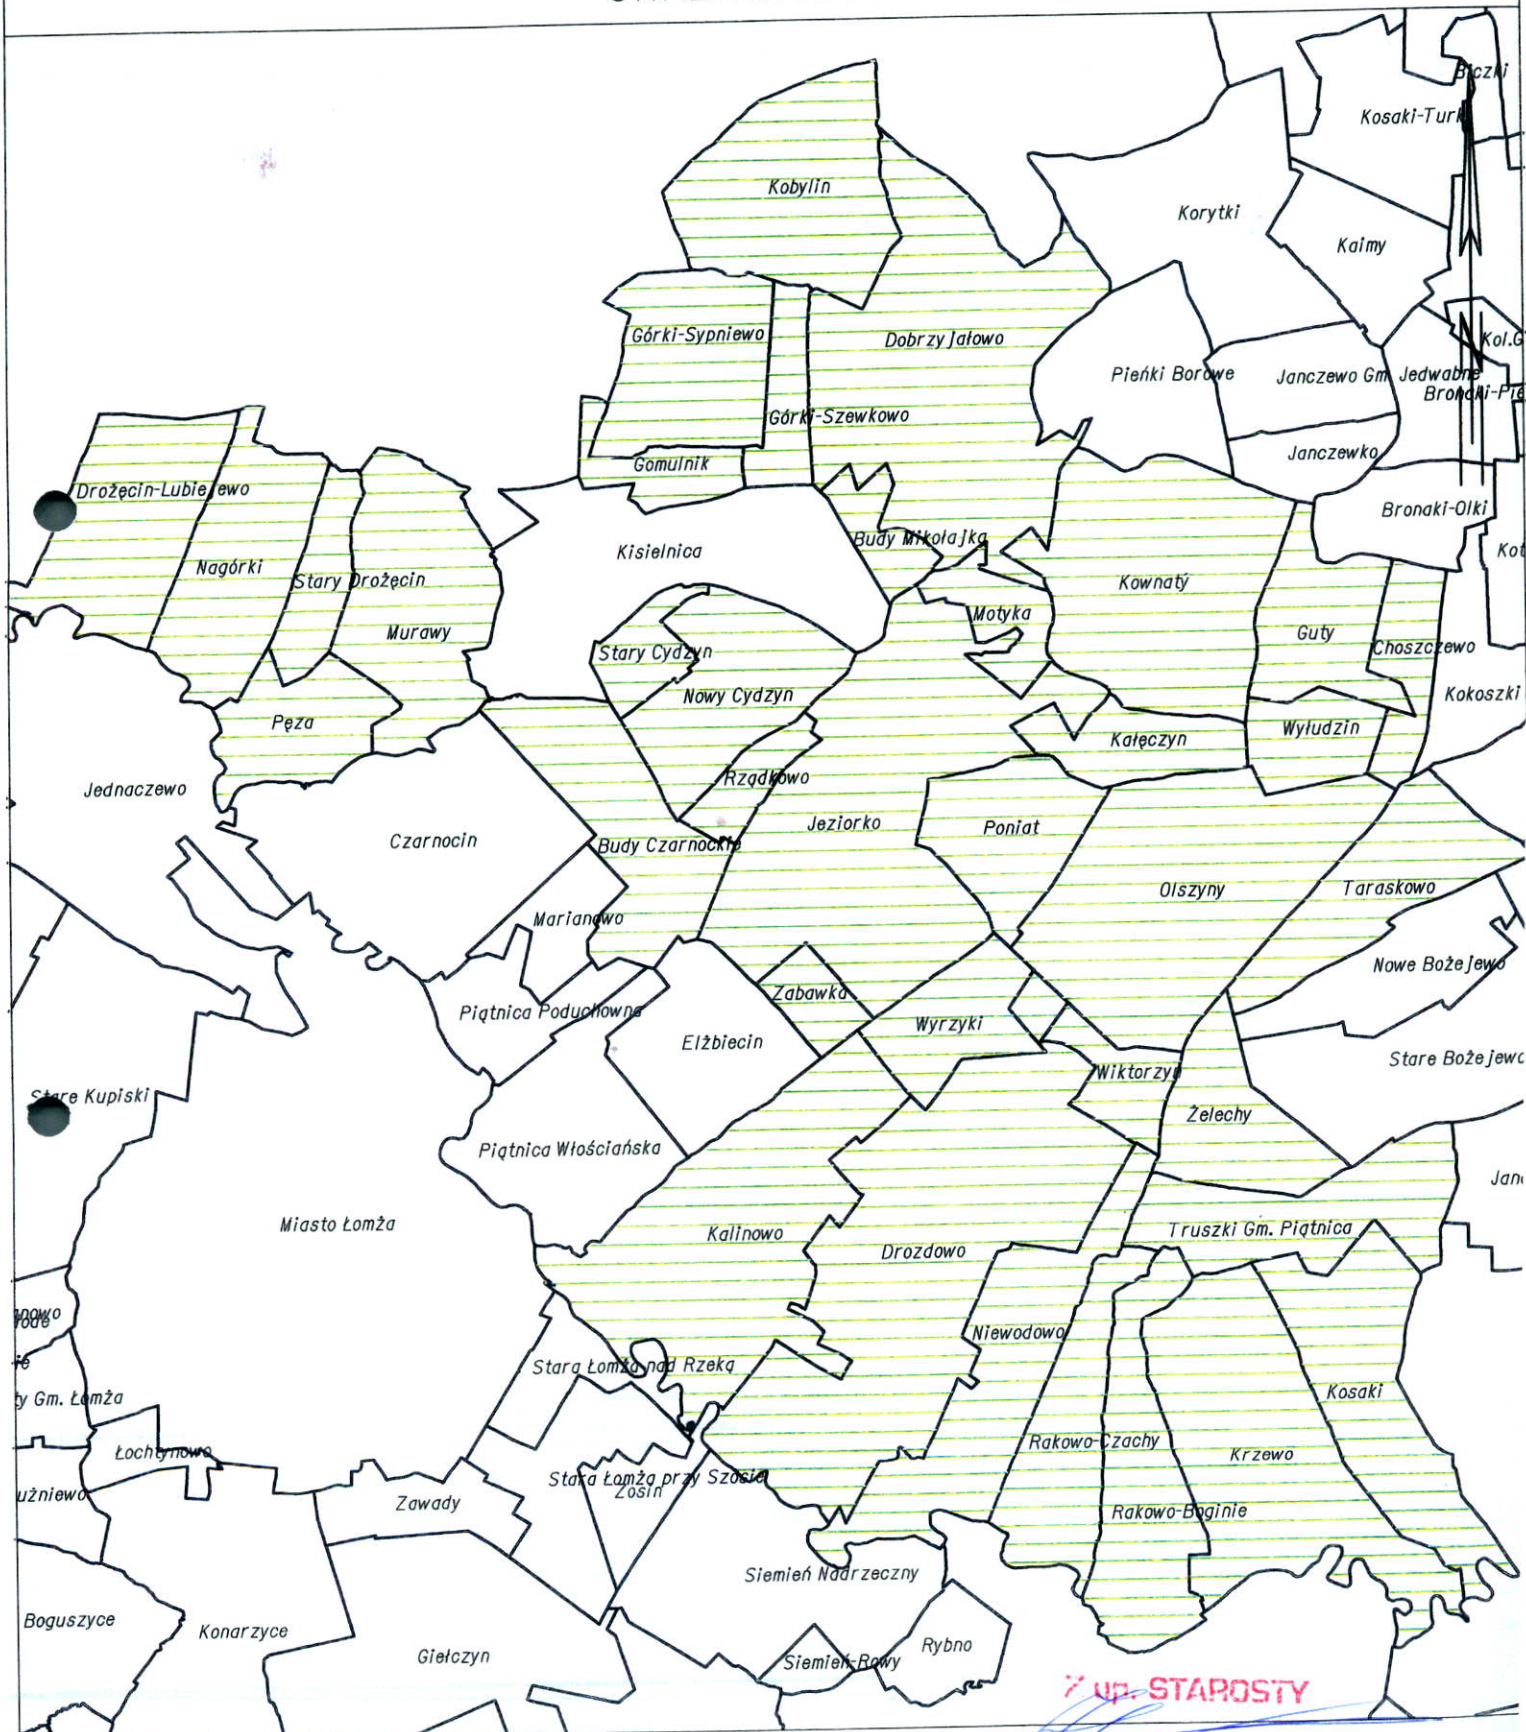 Biczki
Kosaki-Turk
Kobylin
Korytki
Kaimy
Górki-Sypniewo
Dobrzyjałowo
Kol.G
Pieńki Borowe
Janczewo Gm. Jedwabne
Bronaki-Pie
Górki-Szewkowo
Janczewko
Gomulnik
Drożęcin-Lubiejewo
Bronaki-Olki
Budy Mikołajka
Kisielnica
Kot
Nagórki
Stary Drożęcin
Kownaty
Motyka
Murawy
Guty
Choszczewo
Stary Cydzyn
Nowy Cydzyn
Kokoszki
Pęza
Wyłudzin
Kałęczyn
Rządkowo
Jednaczewo
Jeziorko
Poniat
Czarnocin
Budy Czarnockie
Olszyny
Taraskowo
Marianowo
Nowe Bożejewo
Zabawka
Piątnica Poduchowna
Wyrzyki
Elżbiecin
Stare Bożejewo
Wiktorzyn
Stare Kupiski
Żelechy
Piątnica Włościańska
Miasto Łomża
Kalinowo
Truszki Gm. Piątnica
Drozdowo
Niewodowo
Stara Łomża nad Rzeką
Kosaki
ty Gm. Łomża
Łochtynowo
Rakowo-Czachy
Krzewo
Stara Łomża przy Szosie
Zosin
użniewo
Zawady
Rakowo-Boginie
Siemień Nadrzeczny
Boguszyce
Konarzyce
Giełczyn
Siemień-Rowy
Rybno
Z up. STAROSTY